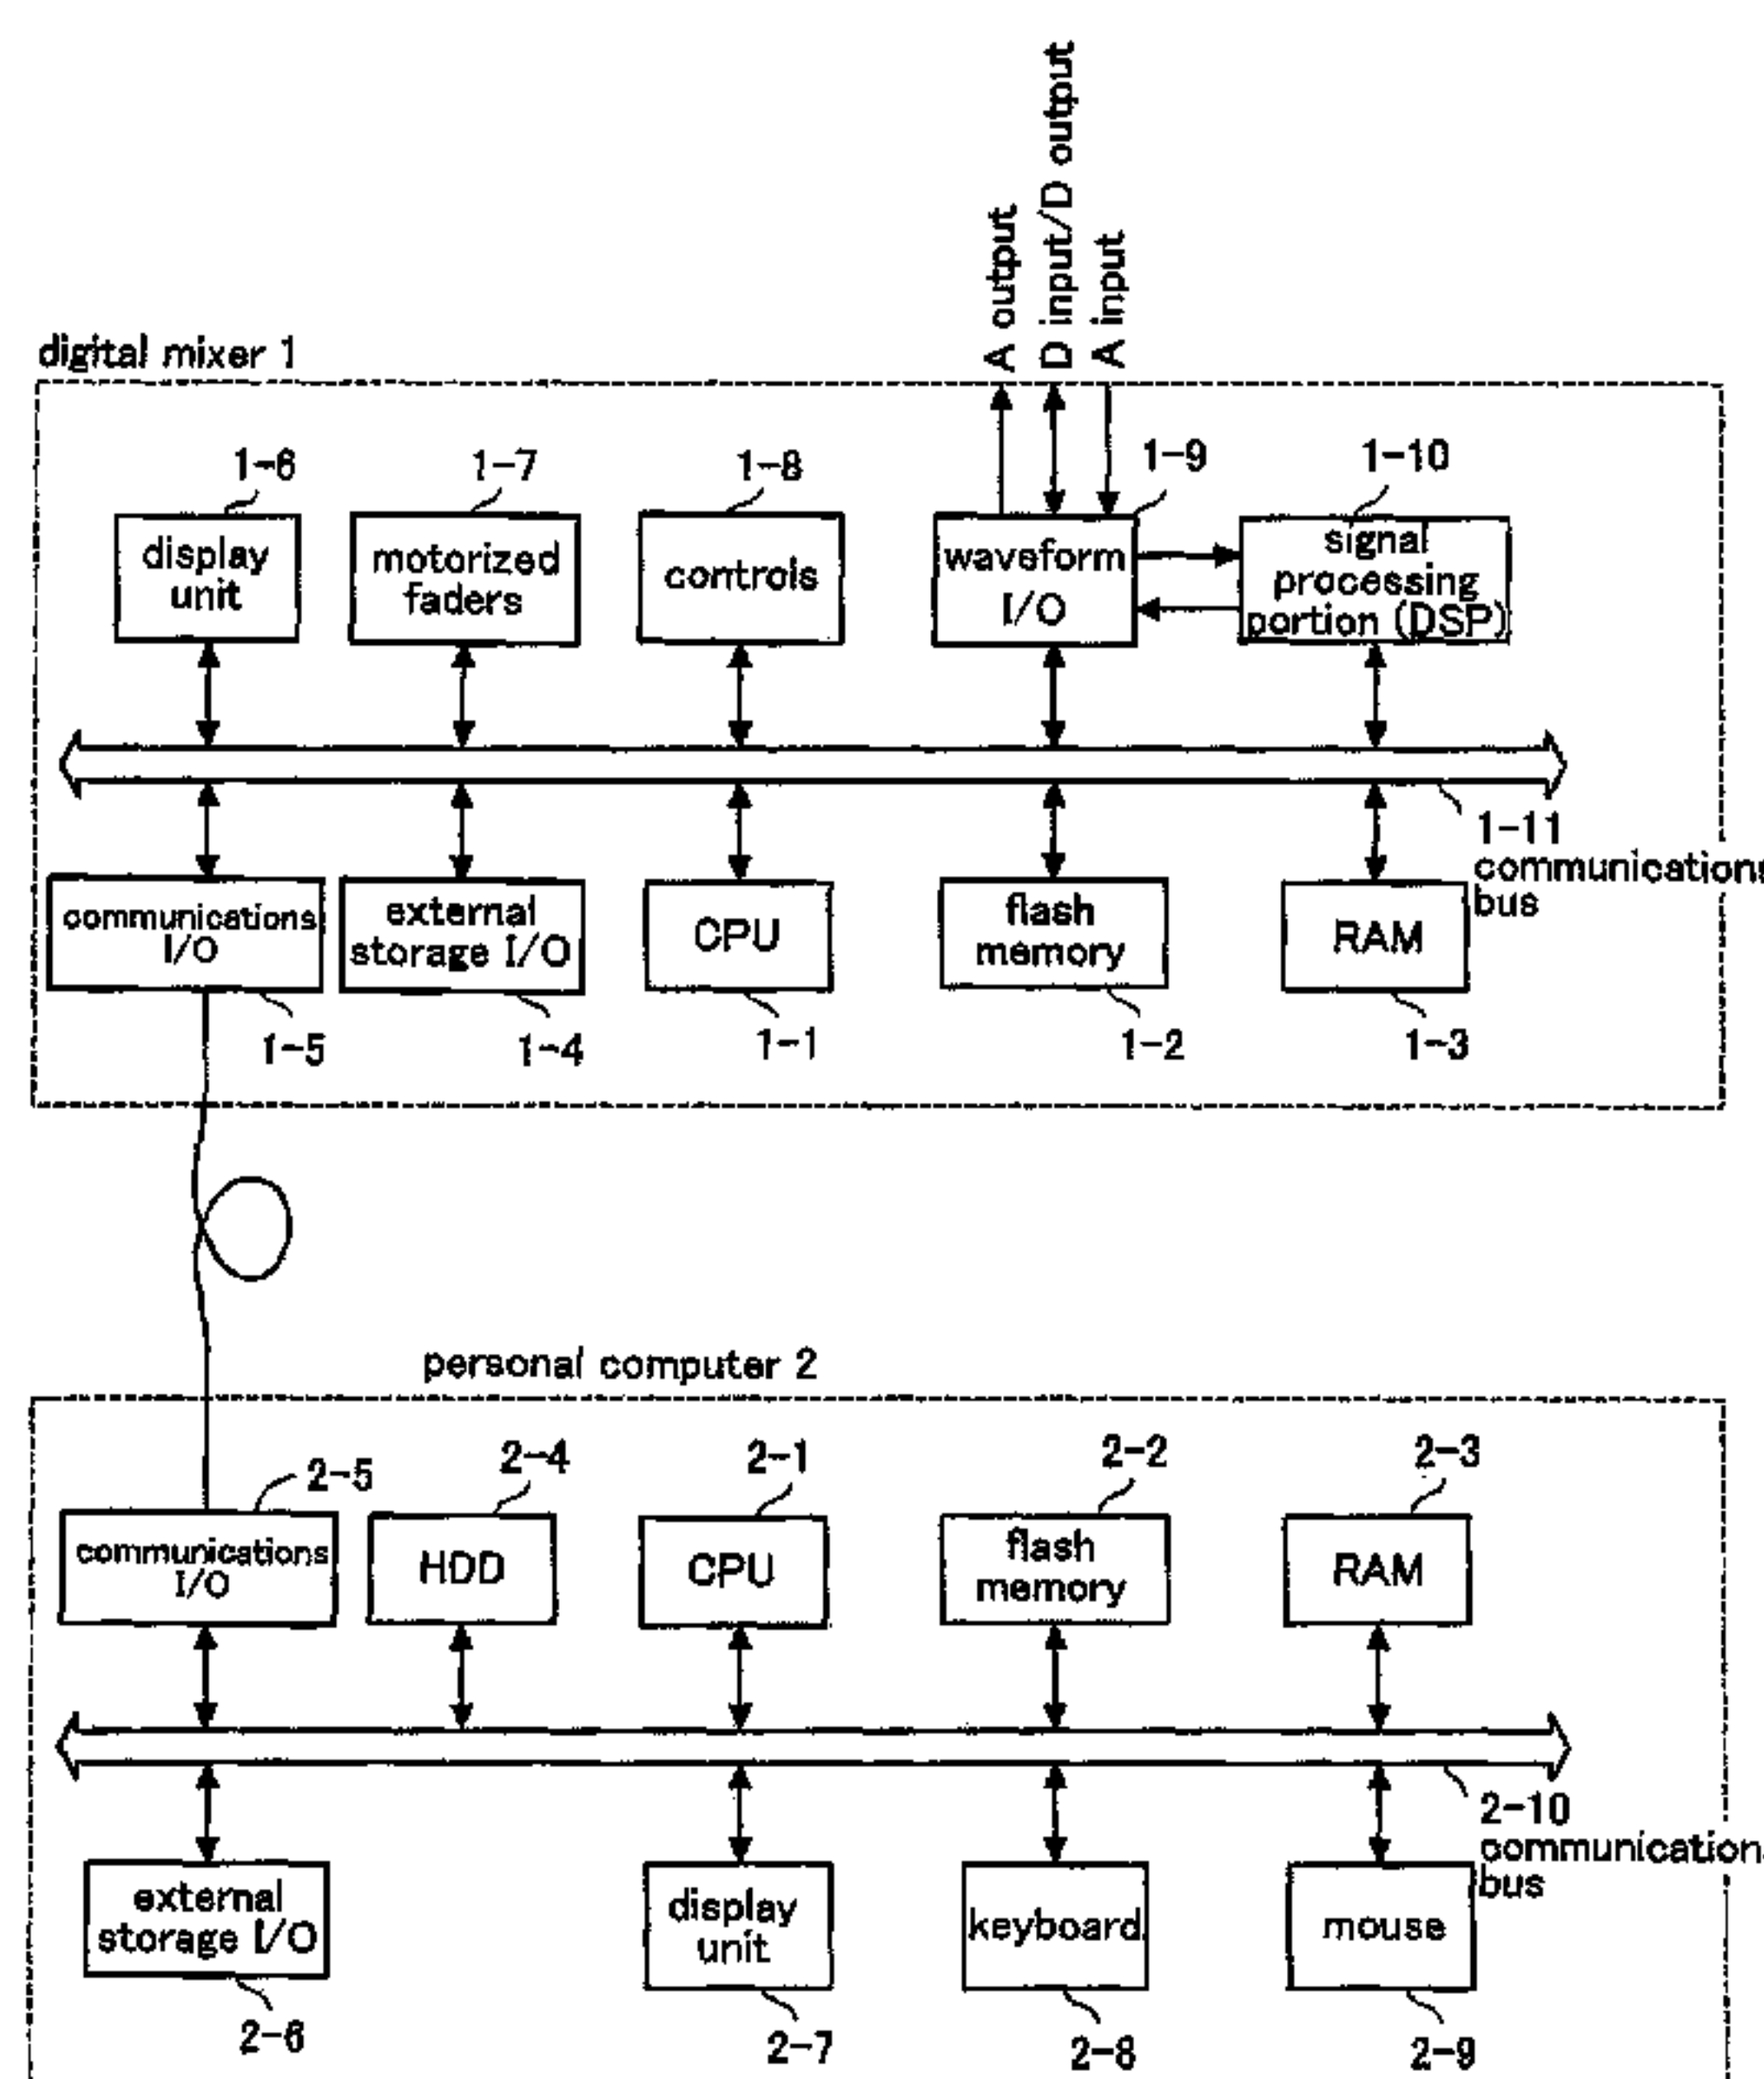 A output
D input/D output
A input
digital mixer 1
1-6
1-7
1-8
1-9
1-10
display
unit
motorized
faders
controls
waveform
I/O
signal
processing
portion (DSP)
1-11
communications
bus
communications
I/O
external
storage I/O
CPU
flash
memory
RAM
1-5
1-4
1-1
1-2
1-3
personal computer 2
2-5
2-4
2-1
2-2
2-3
communications
I/O
HDD
CPU
flash
memory
RAM
2-10
communication
bus
external
storage I/O
display
unit
keyboard
mouse
2-6
2-7
2-8
2-9